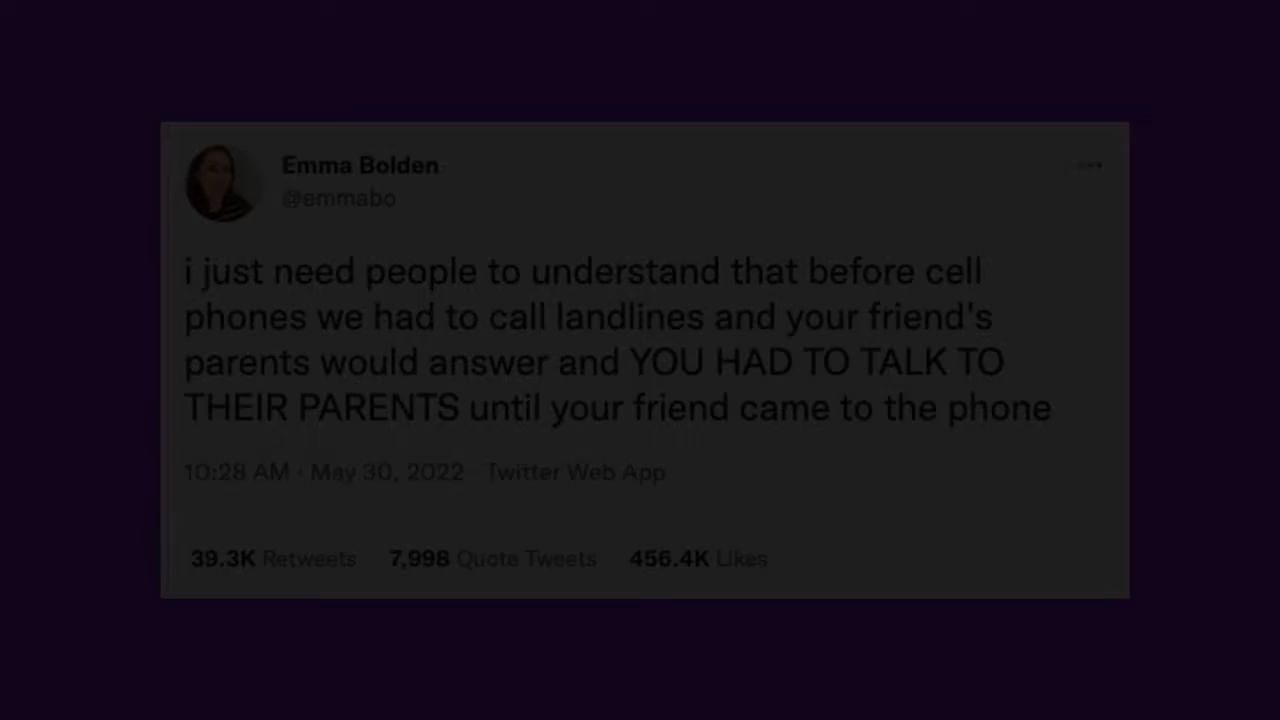 Emma Bolden
@emmabo
i just need people to understand that before cell
phones we had to call landlines and your friend's
parents would answer and YOU HAD TO TALK TO
THEIR PARENTS until your friend came to the phone
10:28 AM · May 30, 2022 · Twitter Web App
39.3K Retweets 7,998 Quote Tweets 456.4K Likes